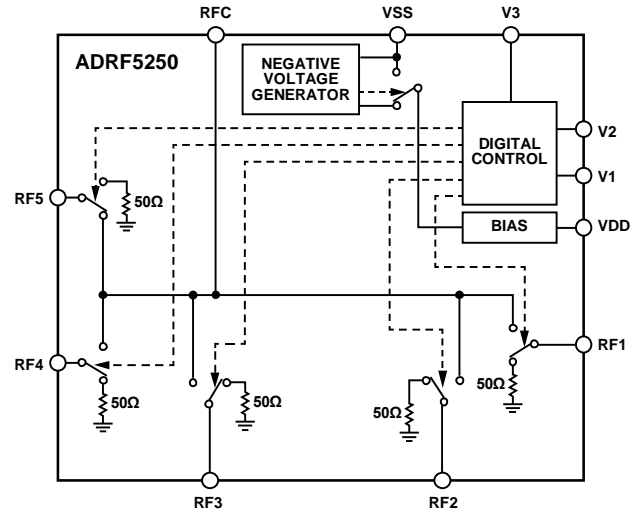 RFC
VSS
V3
ADRF5250
NEGATIVE
VOLTAGE
GENERATOR
DIGITAL
CONTROL
V2
V1
BIAS
VDD
RF5
50Ω
RF4
50Ω
50Ω
50Ω
50Ω
RF1
RF3
RF2